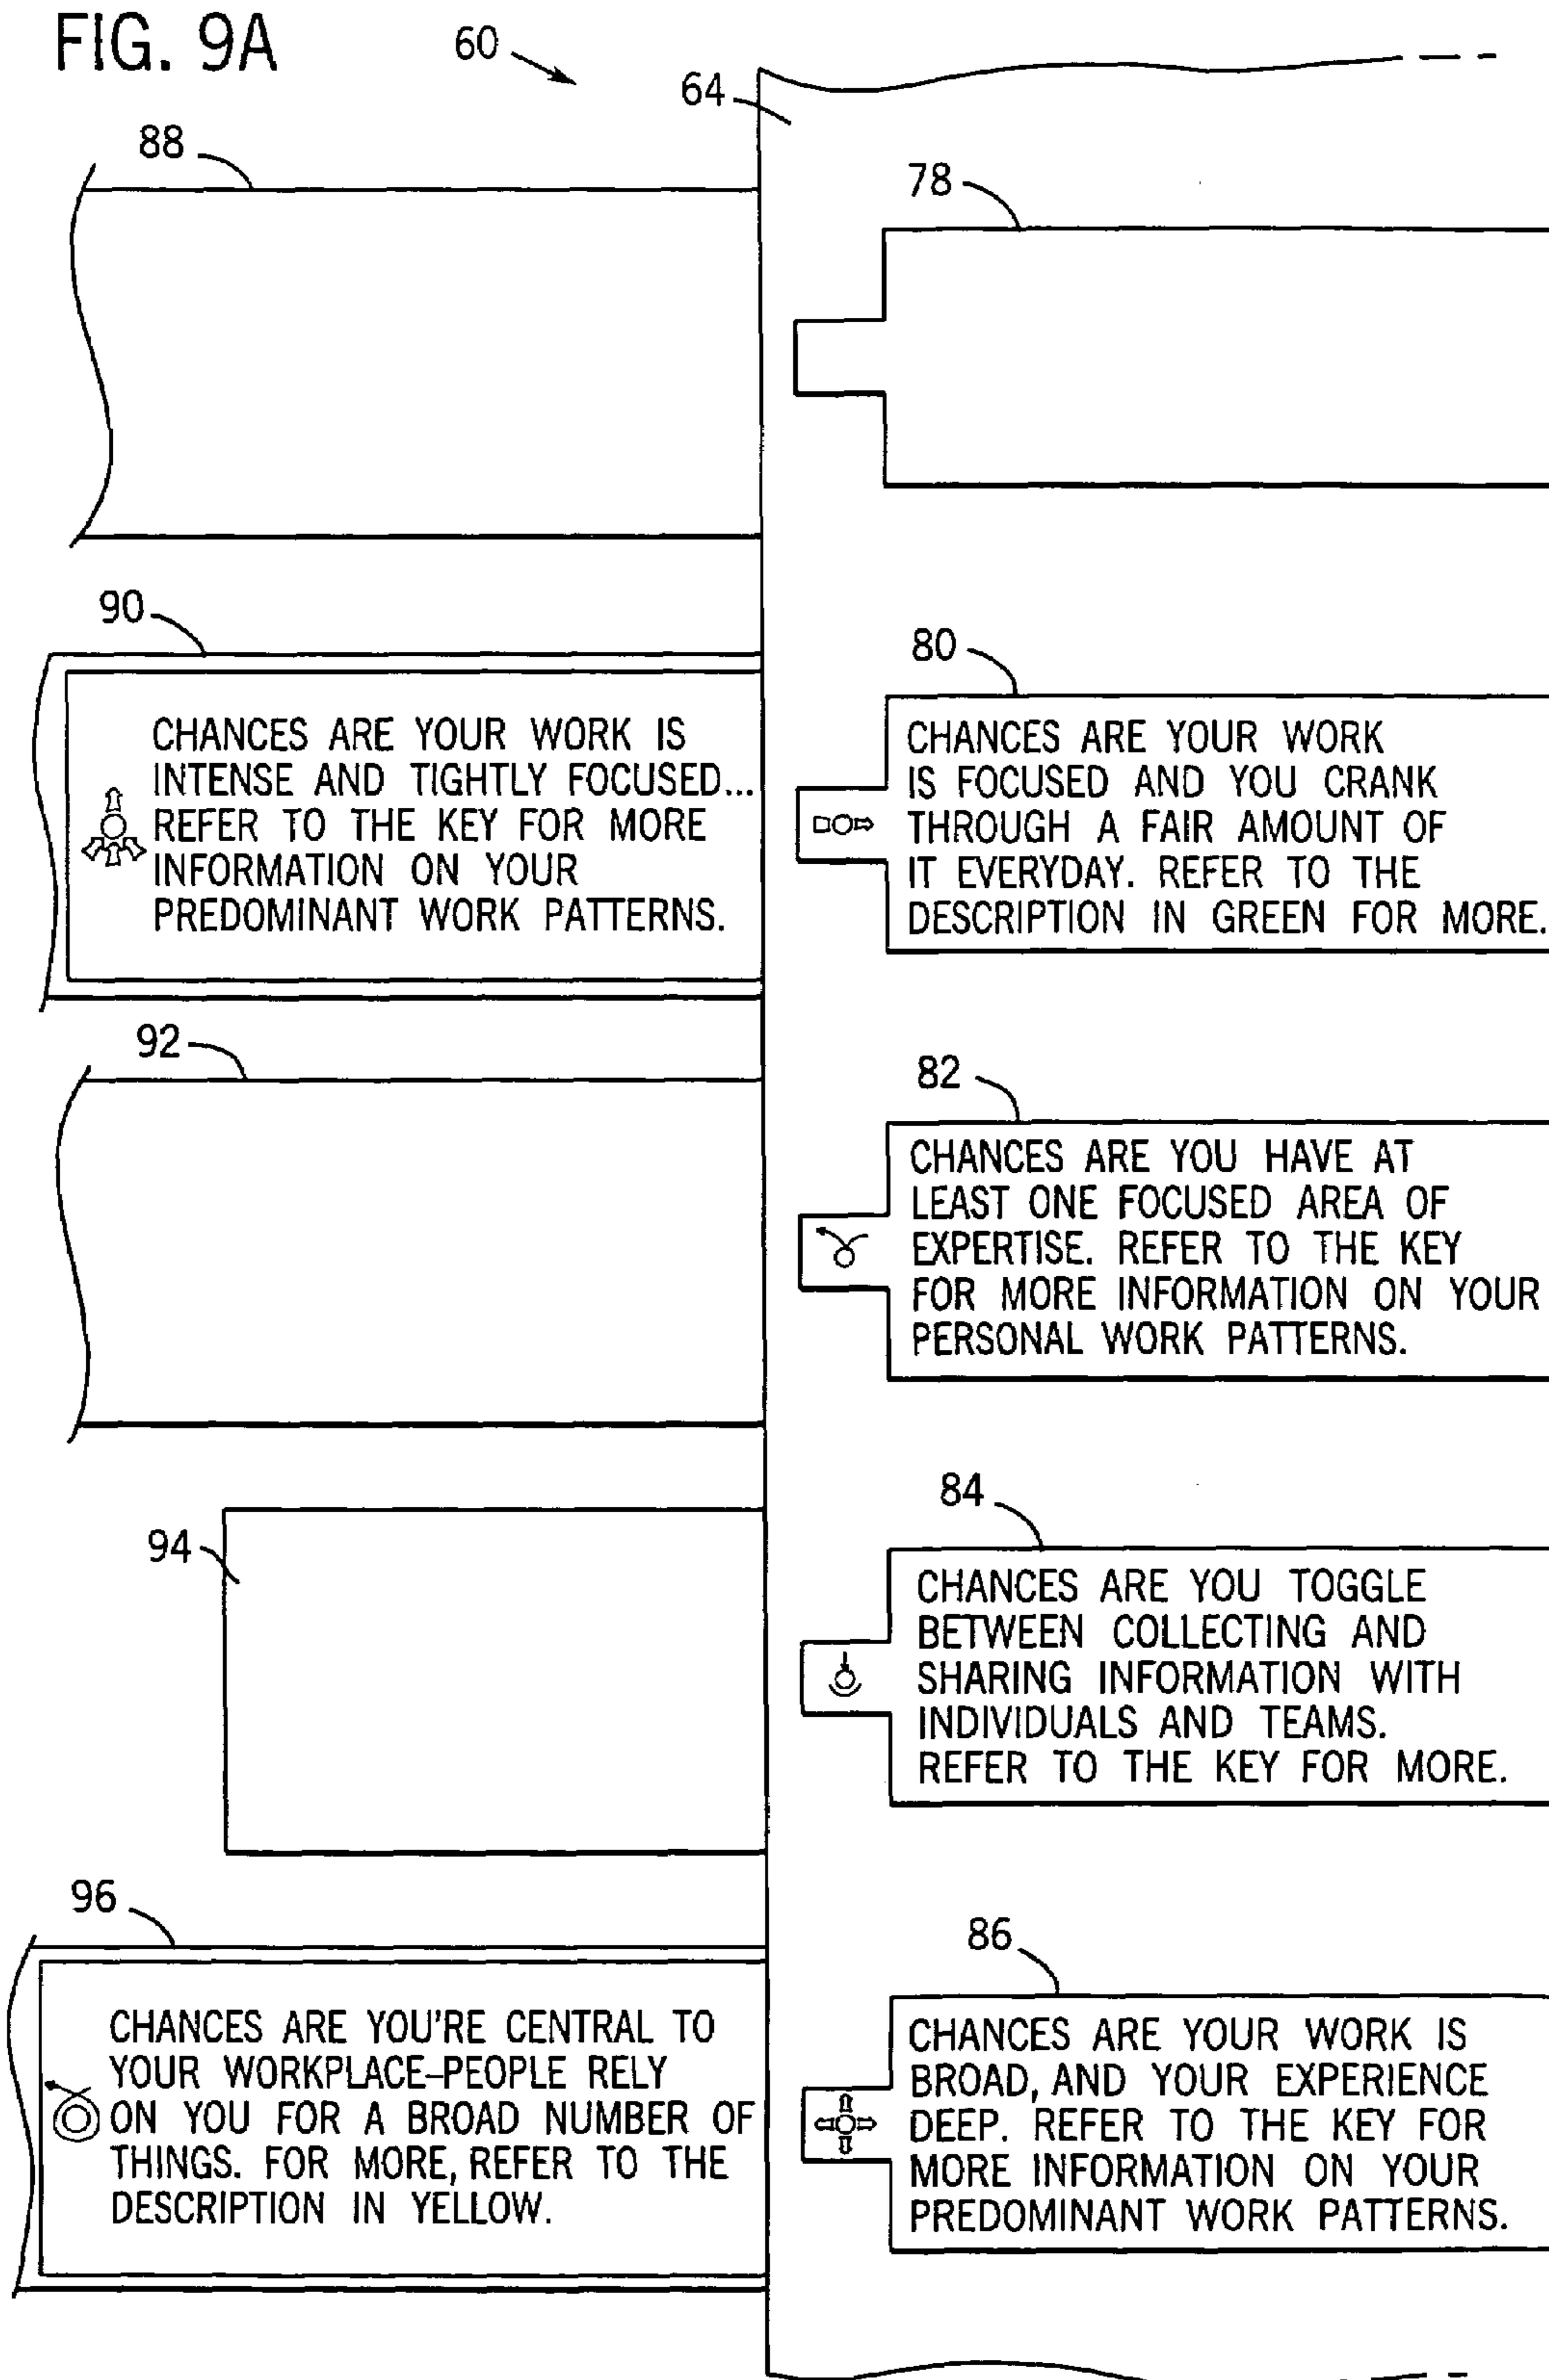 FIG. 9A
60
64
88
78
90
CHANCES ARE YOUR WORK IS
INTENSE AND TIGHTLY FOCUSED...
REFER TO THE KEY FOR MORE
INFORMATION ON YOUR
PREDOMINANT WORK PATTERNS.
80
CHANCES ARE YOUR WORK
IS FOCUSED AND YOU CRANK
THROUGH A FAIR AMOUNT OF
IT EVERYDAY. REFER TO THE
DESCRIPTION IN GREEN FOR MORE.
92
82
CHANCES ARE YOU HAVE AT
LEAST ONE FOCUSED AREA OF
EXPERTISE. REFER TO THE KEY
FOR MORE INFORMATION ON YOUR
PERSONAL WORK PATTERNS.
94
84
CHANCES ARE YOU TOGGLE
BETWEEN COLLECTING AND
SHARING INFORMATION WITH
INDIVIDUALS AND TEAMS.
REFER TO THE KEY FOR MORE.
96
CHANCES ARE YOU'RE CENTRAL TO
YOUR WORKPLACE–PEOPLE RELY
ON YOU FOR A BROAD NUMBER OF
THINGS. FOR MORE, REFER TO THE
DESCRIPTION IN YELLOW.
86
CHANCES ARE YOUR WORK IS
BROAD, AND YOUR EXPERIENCE
DEEP. REFER TO THE KEY FOR
MORE INFORMATION ON YOUR
PREDOMINANT WORK PATTERNS.